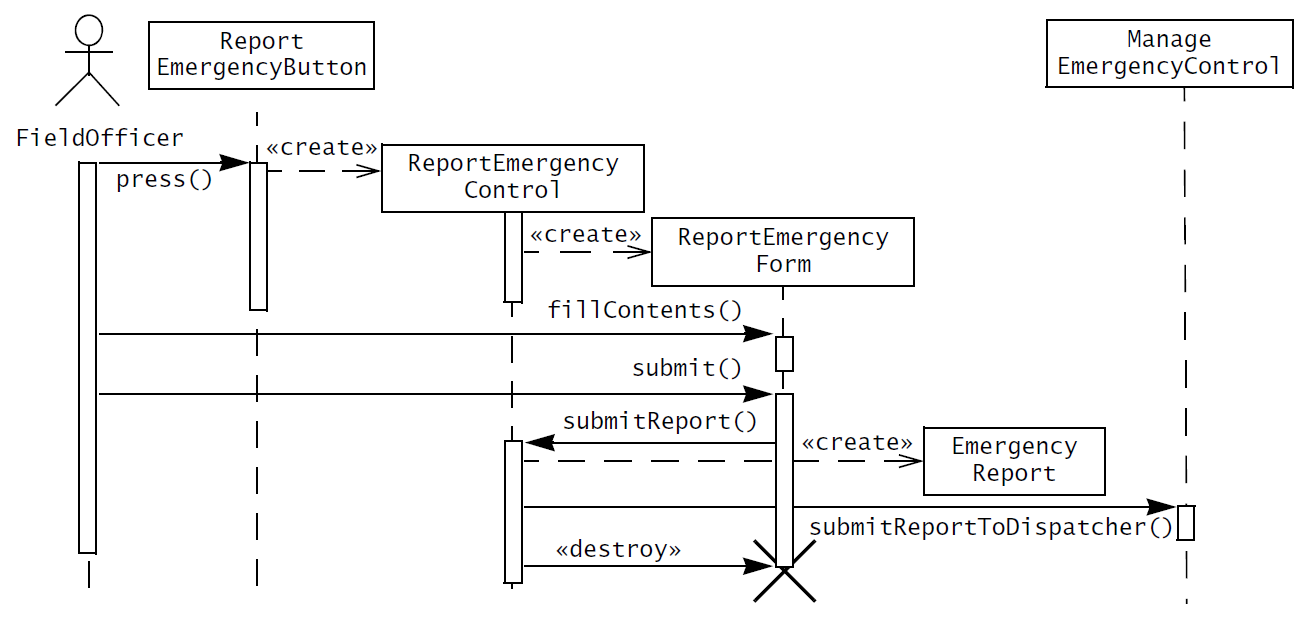 Report
EmergencyButton
Manage
EmergencyControl
FieldOfficer
«create»
press()
ReportEmergency
Control
«create»
ReportEmergency
Form
fillContents()
submit()
submitReport()
«create»
Emergency
Report
submitReportToDispatcher()
«destroy»